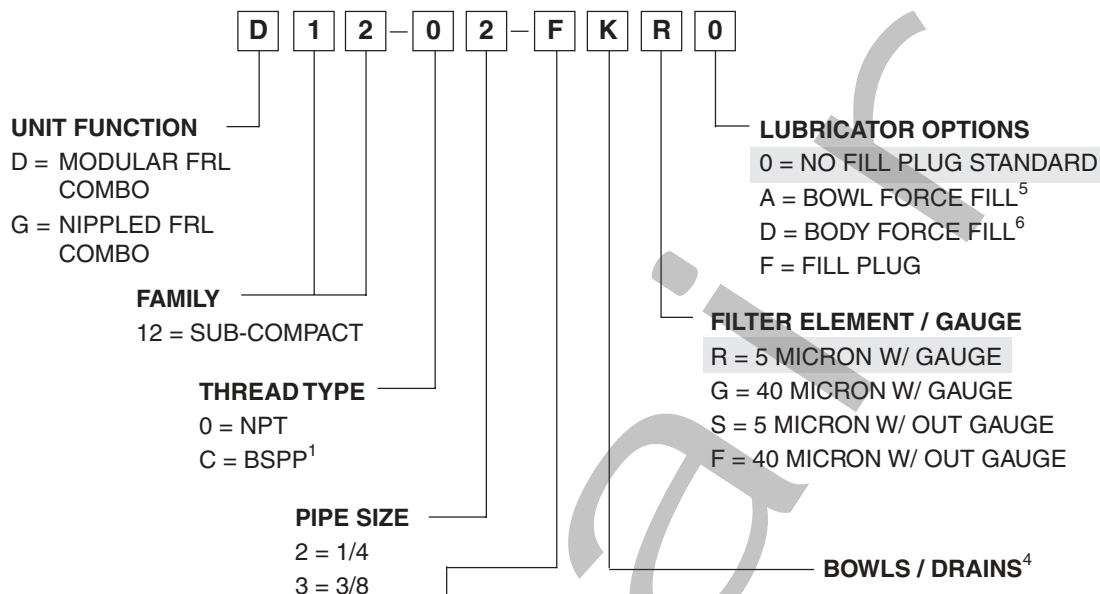 D 1 2 – 0 2 – F K R 0
UNIT FUNCTION
D = MODULAR FRL
COMBO
G = NIPPLED FRL
COMBO
FAMILY
12 = SUB-COMPACT
THREAD TYPE
0 = NPT
C = BSPP¹
PIPE SIZE
2 = 1/4
3 = 3/8
LUBRICATOR OPTIONS
0 = NO FILL PLUG STANDARD
A = BOWL FORCE FILL⁵
D = BODY FORCE FILL⁶
F = FILL PLUG
FILTER ELEMENT / GAUGE
R = 5 MICRON W/ GAUGE
G = 40 MICRON W/ GAUGE
S = 5 MICRON W/ OUT GAUGE
F = 40 MICRON W/ OUT GAUGE
BOWLS / DRAINS⁴
air